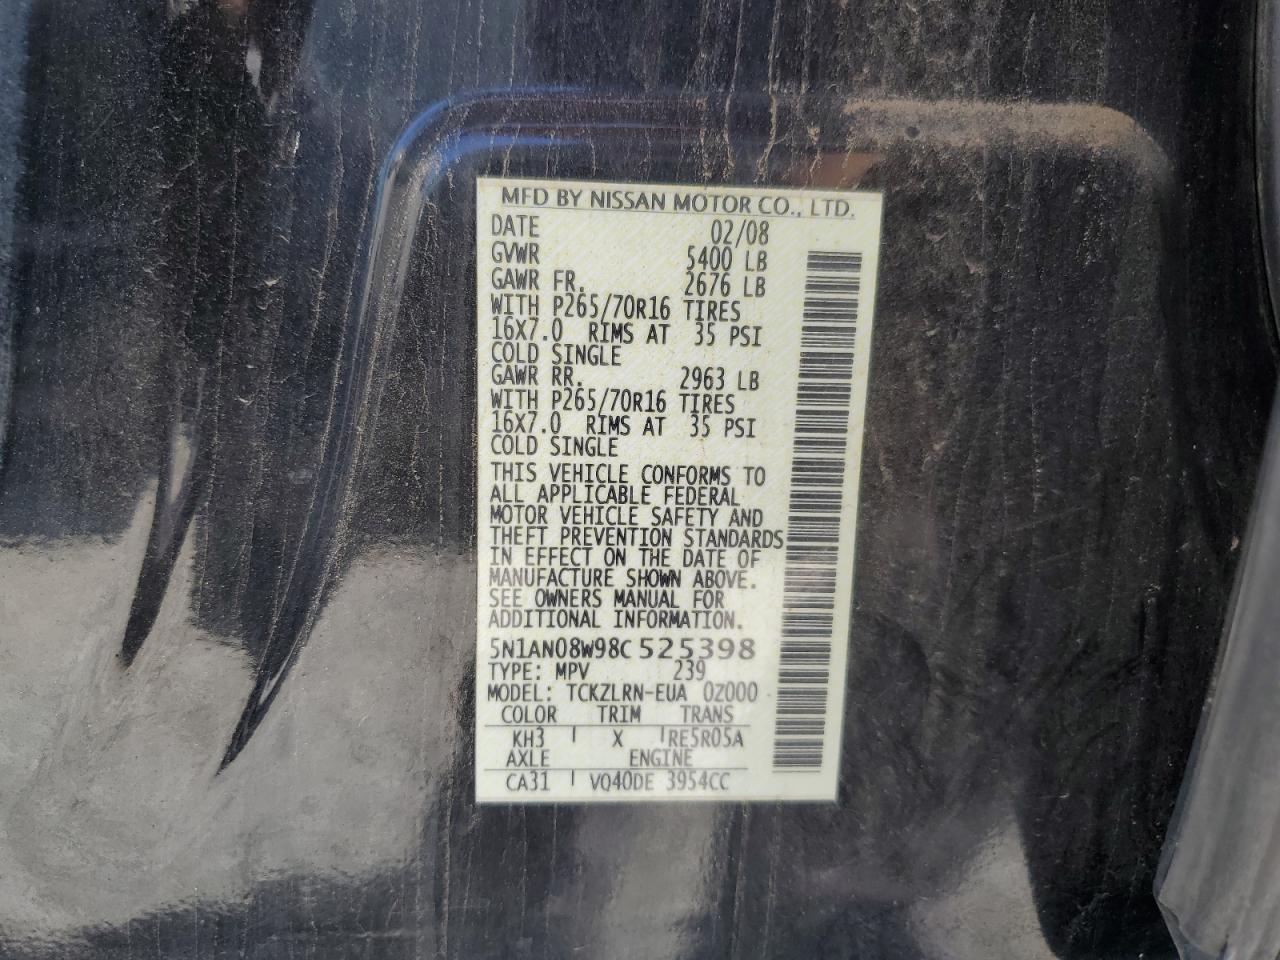 MFD BY NISSAN MOTOR CO., LTD.
DATE 02/08
GVWR 5400 LB
GAWR FR. 2676 LB
WITH P265/70R16 TIRES
16X7.0 RIMS AT 35 PSI
COLD SINGLE
GAWR RR. 2963 LB
WITH P265/70R16 TIRES
16X7.0 RIMS AT 35 PSI
COLD SINGLE
THIS VEHICLE CONFORMS TO
ALL APPLICABLE FEDERAL
MOTOR VEHICLE SAFETY AND
THEFT PREVENTION STANDARDS
IN EFFECT ON THE DATE OF
MANUFACTURE SHOWN ABOVE.
SEE OWNERS MANUAL FOR
ADDITIONAL INFORMATION.
5N1AN08W98C525398
TYPE: MPV 239
MODEL: TCKZLRN-EUA 02000
COLOR TRIM TRANS
KH3 X RE5R05A
AXLE ENGINE
CA31 VQ40DE 3954CC